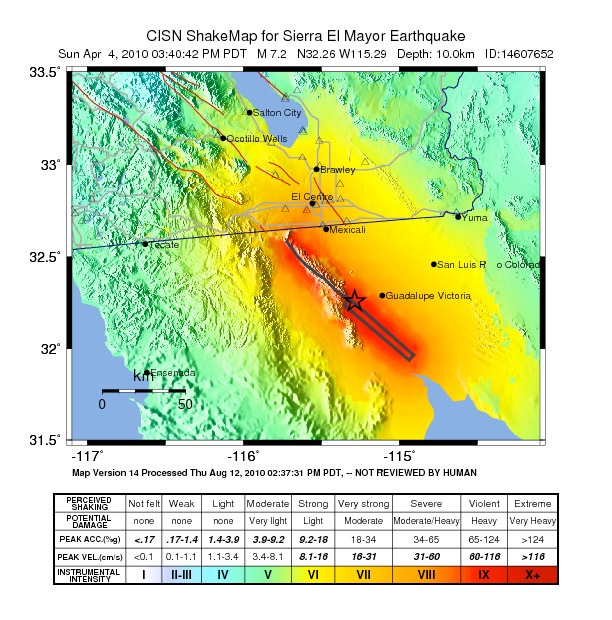 CISN ShakeMap for Sierra El Mayor Earthquake
Sun Apr 4, 2010 03:40:42 PM PDT M 7.2 N32.26 W115.29 Depth: 10.0km ID:14607652
33.5°
Salton City
Ocotillo Wells
33°
Brawley
El Centro
Yuma
Mexicali
Tecate
32.5°
San Luis R
Colorad
Guadalupe Victoria
32°
Ensenada
km
0 50
31.5°
-117° -116° -115°
Map Version 14 Processed Thu Aug 12, 2010 02:37:31 PM PDT, -- NOT REVIEWED BY HUMAN
PERCEIVED SHAKING Not felt Weak Light Moderate Strong Very strong Severe Violent Extreme
POTENTIAL DAMAGE none none none Very light Light Moderate Moderate/Heavy Heavy Very Heavy
PEAK ACC.(%g) <.17 .17-1.4 1.4-3.9 3.9-9.2 9.2-18 18-34 34-65 65-124 >124
PEAK VEL.(cm/s) <0.1 0.1-1.1 1.1-3.4 3.4-8.1 8.1-16 16-31 31-60 60-116 >116
INSTRUMENTAL INTENSITY I II-III IV V VI VII VIII IX X+